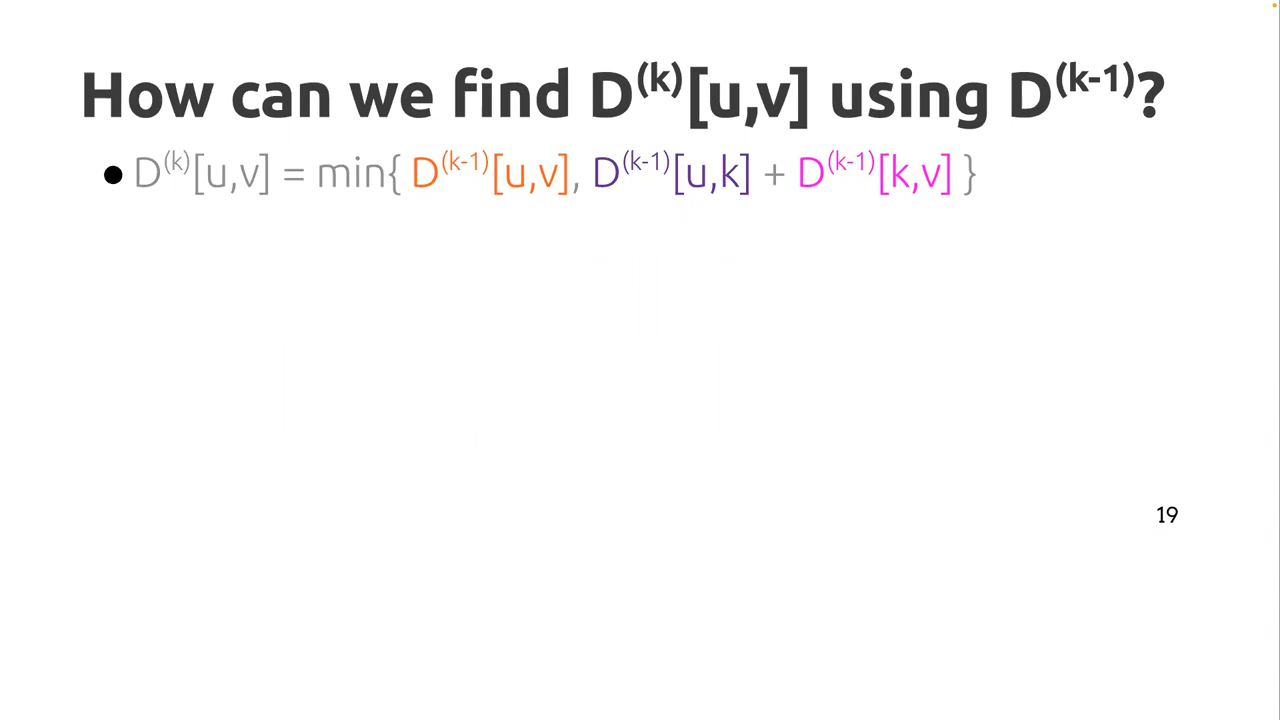 How can we find D⁽ᵏ⁾[u,v] using D⁽ᵏ⁻¹⁾?
● D⁽ᵏ⁾[u,v] = min{ D⁽ᵏ⁻¹⁾[u,v], D⁽ᵏ⁻¹⁾[u,k] + D⁽ᵏ⁻¹⁾[k,v] }
19